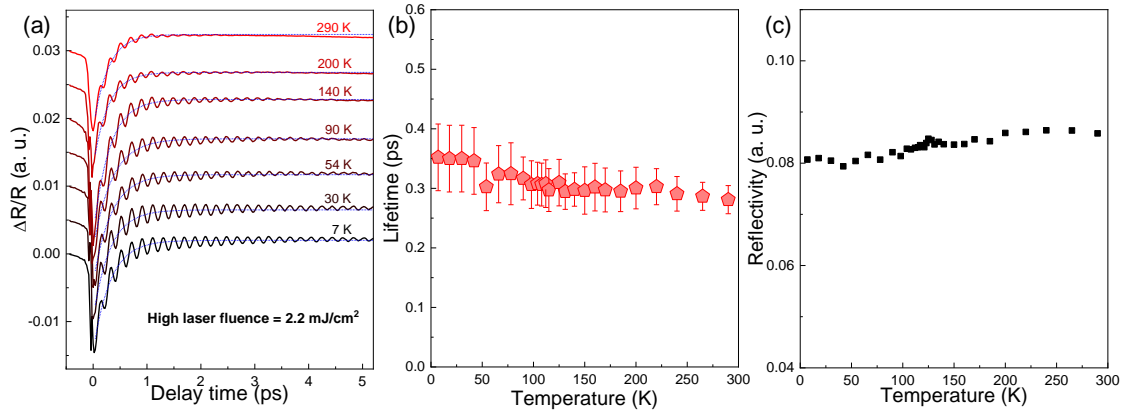 (a)
ΔR/R (a. u.)
0.03
0.02
0.01
0.00
-0.01
290 K
200 K
140 K
90 K
54 K
30 K
7 K
High laser fluence = 2.2 mJ/cm²
0 1 2 3 4 5
Delay time (ps)
(b)
Lifetime (ps)
0.6
0.5
0.4
0.3
0.2
0.1
0.0
0 50 100 150 200 250 300
Temperature (K)
(c)
Reflectivity (a. u.)
0.10
0.08
0.06
0.04
0 50 100 150 200 250 300
Temperature (K)